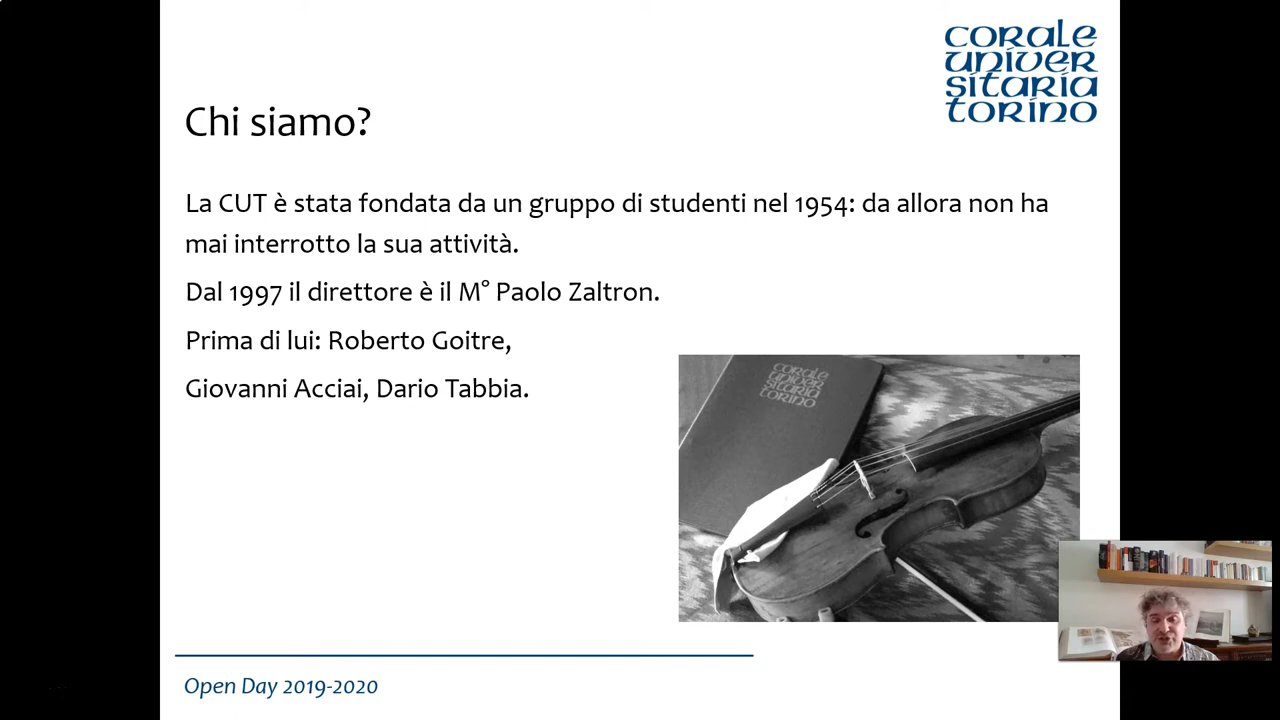 CORALE
UNIVER
SITARIA
TORINO
Chi siamo?
La CUT è stata fondata da un gruppo di studenti nel 1954: da allora non ha
mai interrotto la sua attività.
Dal 1997 il direttore è il M° Paolo Zaltron.
Prima di lui: Roberto Goitre,
Giovanni Acciai, Dario Tabbia.
CORALE
UNIVER
SITARIA
TORINO
Open Day 2019-2020